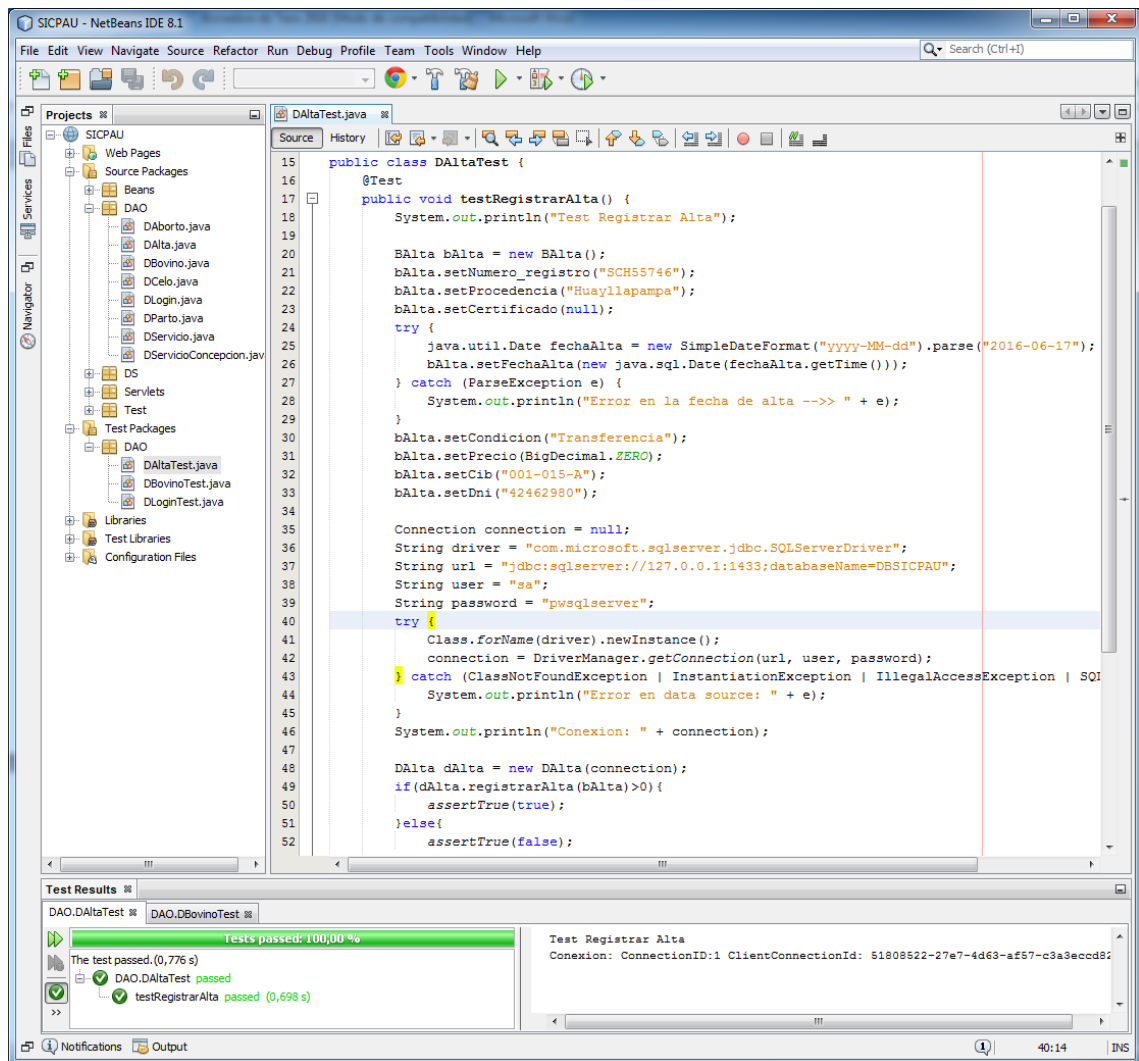 SICPAU - NetBeans IDE 8.1
File Edit View Navigate Source Refactor Run Debug Profile Team Tools Window Help
Search (Ctrl+I)
Files
Services
Navigator
Projects
SICPAU
Web Pages
Source Packages
Beans
DAO
DAborto.java
DAlta.java
DBovino.java
DCelo.java
DLogin.java
DParto.java
DServicio.java
DServicioConcepcion.jav
DS
Servlets
Test
Test Packages
DAO
DAltaTest.java
DBovinoTest.java
DLoginTest.java
Libraries
Test Libraries
Configuration Files
DAltaTest.java
Source History
15 public class DAltaTest {
16 @Test
17 public void testRegistrarAlta() {
18 System.out.println("Test Registrar Alta");
19
20 BAlta bAlta = new BAlta();
21 bAlta.setNumero_registro("SCH55746");
22 bAlta.setProcedencia("Huayllapampa");
23 bAlta.setCertificado(null);
24 try {
25 java.util.Date fechaAlta = new SimpleDateFormat("yyyy-MM-dd").parse("2016-06-17");
26 bAlta.setFechaAlta(new java.sql.Date(fechaAlta.getTime()));
27 } catch (ParseException e) {
28 System.out.println("Error en la fecha de alta -->> " + e);
29 }
30 bAlta.setCondicion("Transferencia");
31 bAlta.setPrecio(BigDecimal.ZERO);
32 bAlta.setCib("001-015-A");
33 bAlta.setDni("42462980");
34
35 Connection connection = null;
36 String driver = "com.microsoft.sqlserver.jdbc.SQLServerDriver";
37 String url = "jdbc:sqlserver://127.0.0.1:1433;databaseName=DBSICPAU";
38 String user = "sa";
39 String password = "pwsqlserver";
40 try {
41 Class.forName(driver).newInstance();
42 connection = DriverManager.getConnection(url, user, password);
43 } catch (ClassNotFoundException | InstantiationException | IllegalAccessException | SQL
44 System.out.println("Error en data source: " + e);
45 }
46 System.out.println("Conexion: " + connection);
47
48 DAlta dAlta = new DAlta(connection);
49 if(dAlta.registrarAlta(bAlta)>0){
50 assertTrue(true);
51 }else{
52 assertTrue(false);
Test Results
DAO.DAltaTest DAO.DBovinoTest
Tests passed: 100,00 %
The test passed.(0,776 s)
DAO.DAltaTest passed
testRegistrarAlta passed (0,698 s)
>>
Test Registrar Alta
Conexion: ConnectionID:1 ClientConnectionId: 51808522-27e7-4d63-af57-c3a3eccd82
Notifications Output
1 40:14 INS